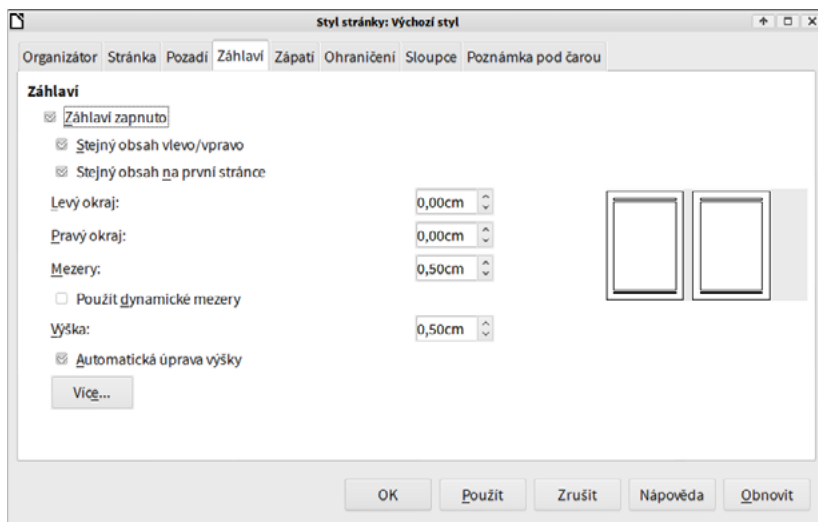 Styl stránky: Výchozí styl
Organizátor Stránka Pozadí Záhlaví Zápatí Ohraničení Sloupce Poznámka pod čarou
Záhlaví
Záhlaví zapnuto
Stejný obsah vlevo/vpravo
Stejný obsah na první stránce
Levý okraj: 0,00cm
Pravý okraj: 0,00cm
Mezery: 0,50cm
Použít dynamické mezery
Výška: 0,50cm
Automatická úprava výšky
Více...
OK Použít Zrušit Nápověda Obnovit